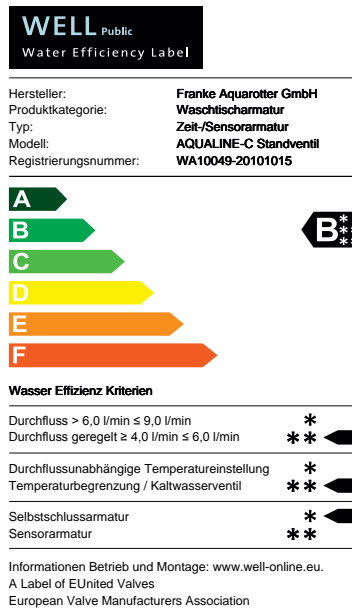 WELL Public
Water Efficiency Label
Hersteller: Franke Aquarotter GmbH
Produktkategorie: Waschtischarmatur
Typ: Zeit-/Sensorarmatur
Modell: AQUALINE-C Standventil
Registrierungsnummer: WA10049-20101015
A
B B
C
D
E
F
Wasser Effizienz Kriterien
Durchfluss > 6,0 l/min ≤ 9,0 l/min *
Durchfluss geregelt ≥ 4,0 l/min ≤ 6,0 l/min **
Durchflussunabhängige Temperatureinstellung *
Temperaturbegrenzung / Kaltwasserventil **
Selbstschlussarmatur *
Sensorarmatur **
Informationen Betrieb und Montage: www.well-online.eu.
A Label of EUnited Valves
European Valve Manufacturers Association